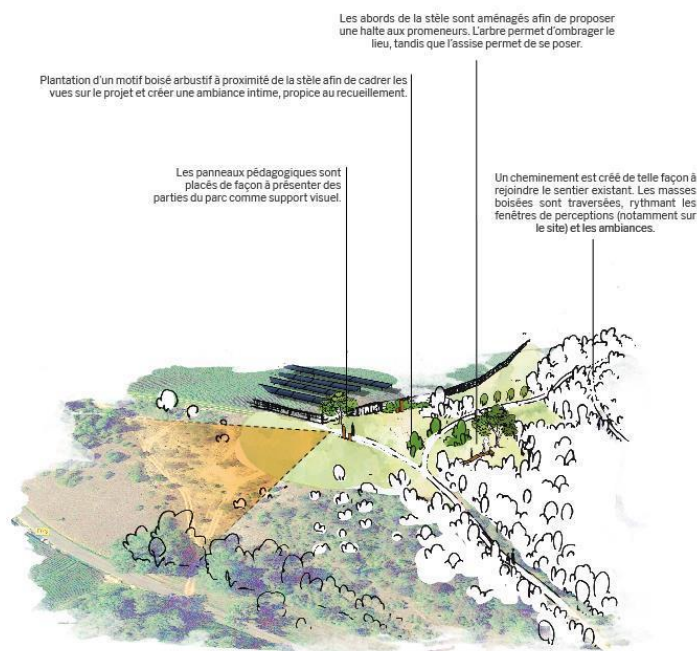 Les abords de la stèle sont aménagés afin de proposer
une halte aux promeneurs. L'arbre permet d'ombrager le
lieu, tandis que l'assise permet de se poser.
Plantation d'un motif boisé arbustif à proximité de la stèle afin de cadrer les
vues sur le projet et créer une ambiance intime, propice au recueillement.
Les panneaux pédagogiques sont
placés de façon à présenter des
parties du parc comme support visuel.
Un cheminement est créé de telle façon à
rejoindre le sentier existant. Les masses
boisées sont traversées, rythmant les
fenêtres de perceptions (notamment sur
le site) et les ambiances.